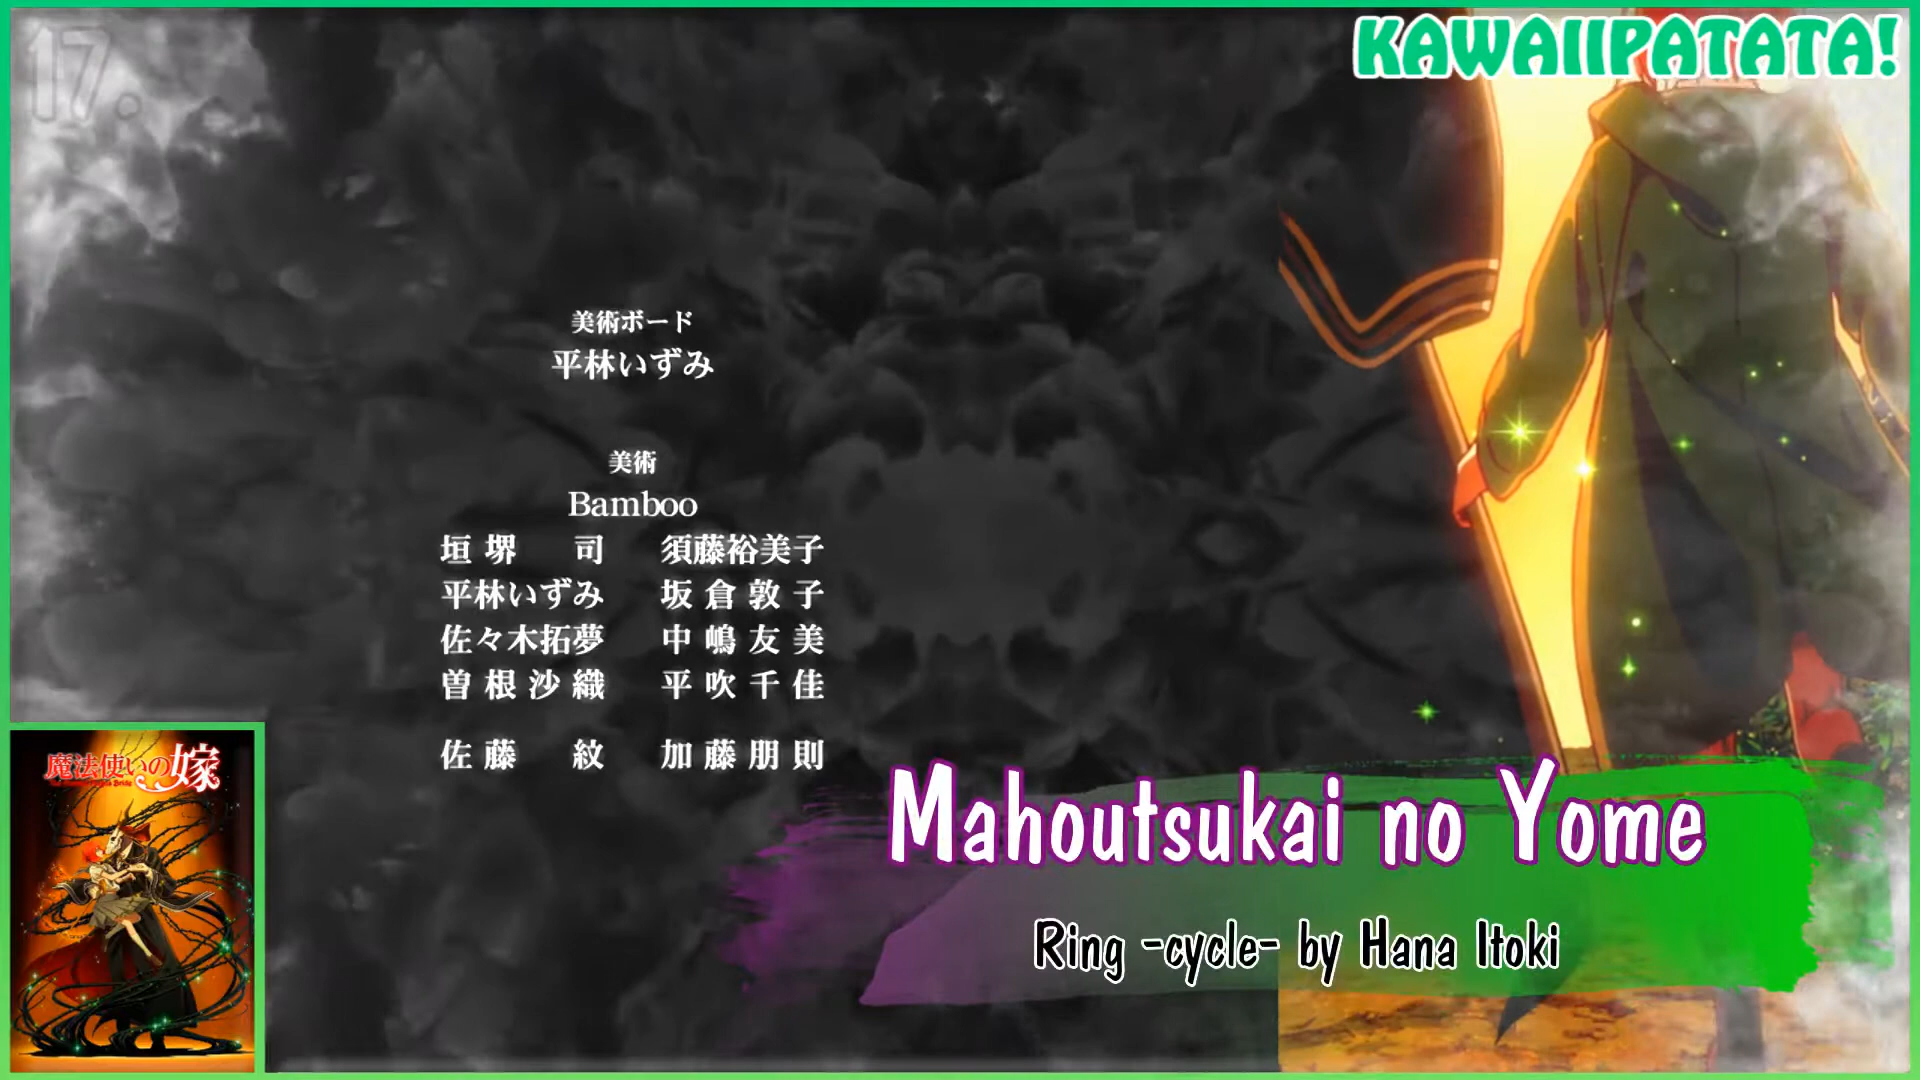 17.
KAWAIIPATATA!
美術ボード
平林いずみ
美術
Bamboo
垣堺 司 須藤裕美子
平林いずみ 坂倉敦子
佐々木拓夢 中嶋友美
曽根沙織 平吹千佳
佐藤 紋 加藤朋則
魔法使いの嫁
Mahoutsukai no Yome
Ring -cycle- by Hana Itoki